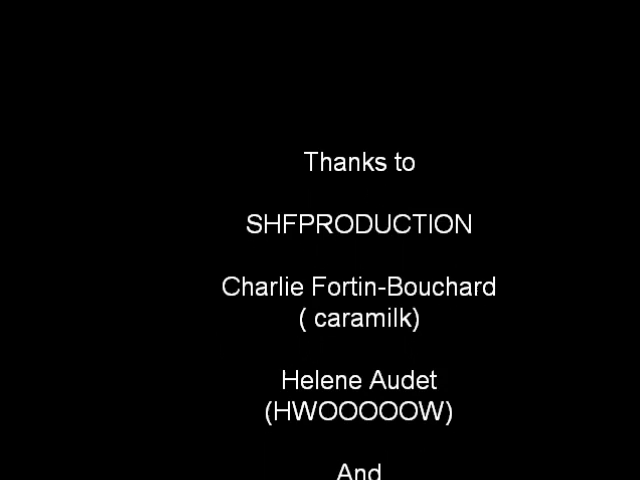 Thanks to
SHFPRODUCTION
Charlie Fortin-Bouchard
( caramilk)
Helene Audet
(HWOOOOOW)
And